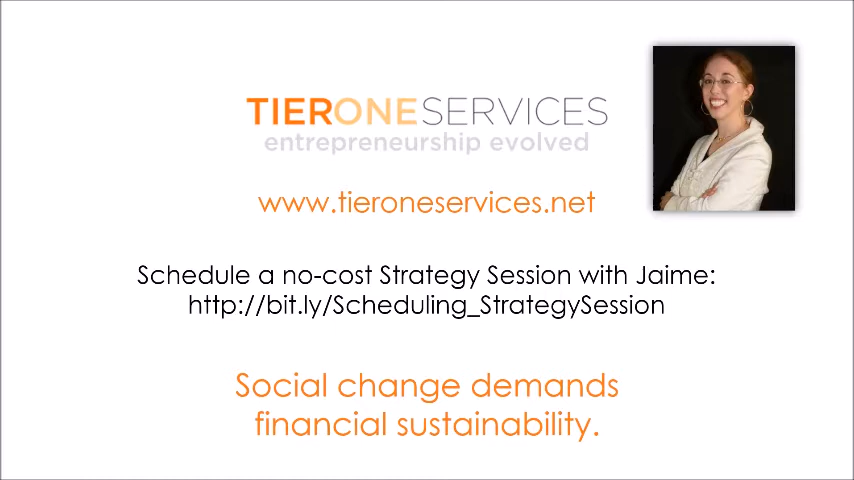 TIERONESERVICES
entrepreneurship evolved
www.tieroneservices.net
Schedule a no-cost Strategy Session with Jaime:
http://bit.ly/Scheduling_StrategySession
Social change demands
financial sustainability.